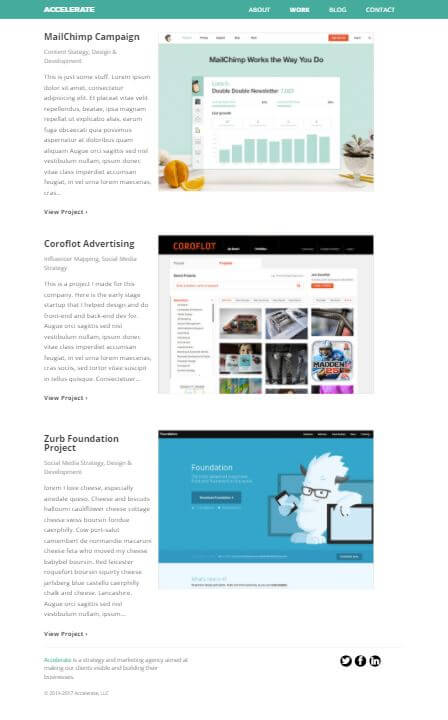 ACCELERATE
ABOUT WORK BLOG CONTACT
MailChimp Campaign
Content Stategy, Design &
Development
This is just some stuff. Lorem ipsum
dolor sit amet, consectetur
adipisicing elit. Et placeat vitae velit
repellendus, beatae, ipsa magnam
repellat ut explicabo alias, earum
fuga obcaecati quia possimus
aspernatur at doloribus quam
aliquam Augue orci sagittis sed nisl
vestibulum nullam, ipsum donec
vitae class imperdiet accumsan
feugiat, in vel urna lorem maecenas,
cras...
View Project ›
MailChimp Works the Way You Do
Double Doubble Newsletter
Coroflot Advertising
Influencer Mapping, Social Media
Strategy
This is a project I made for this
company. Here is the early stage
startup that I helped design and do
front-end and back-end dev for.
Augue orci sagittis sed nisl
vestibulum nullam, ipsum donec
vitae class imperdiet accumsan
feugiat, in vel urna lorem maecenas,
cras sociis, sed tortor vitae suscipit
in tellus quisque. Consectetuer...
View Project ›
COROFLOT
MADDEN
25
Zurb Foundation
Project
Social Media Strategy, Design &
Development
lorem I love cheese, especially
airedale queso. Cheese and biscuits
halloumi cauliflower cheese cottage
cheese swiss boursin fondue
caerphilly. Cow port-salut
camembert de normandie macaroni
cheese feta who moved my cheese
babybel boursin. Red leicester
roquefort boursin squirty cheese
jarlsberg blue castello caerphilly
chalk and cheese. Lancashire.
Augue orci sagittis sed nisl
vestibulum nullam, ipsum...
View Project ›
Foundation
What's new in 4?
Accelerate is a strategy and marketing agency aimed at
making our clients visible and building their
businesses.
© 2015-2017 Accelerate, LLC